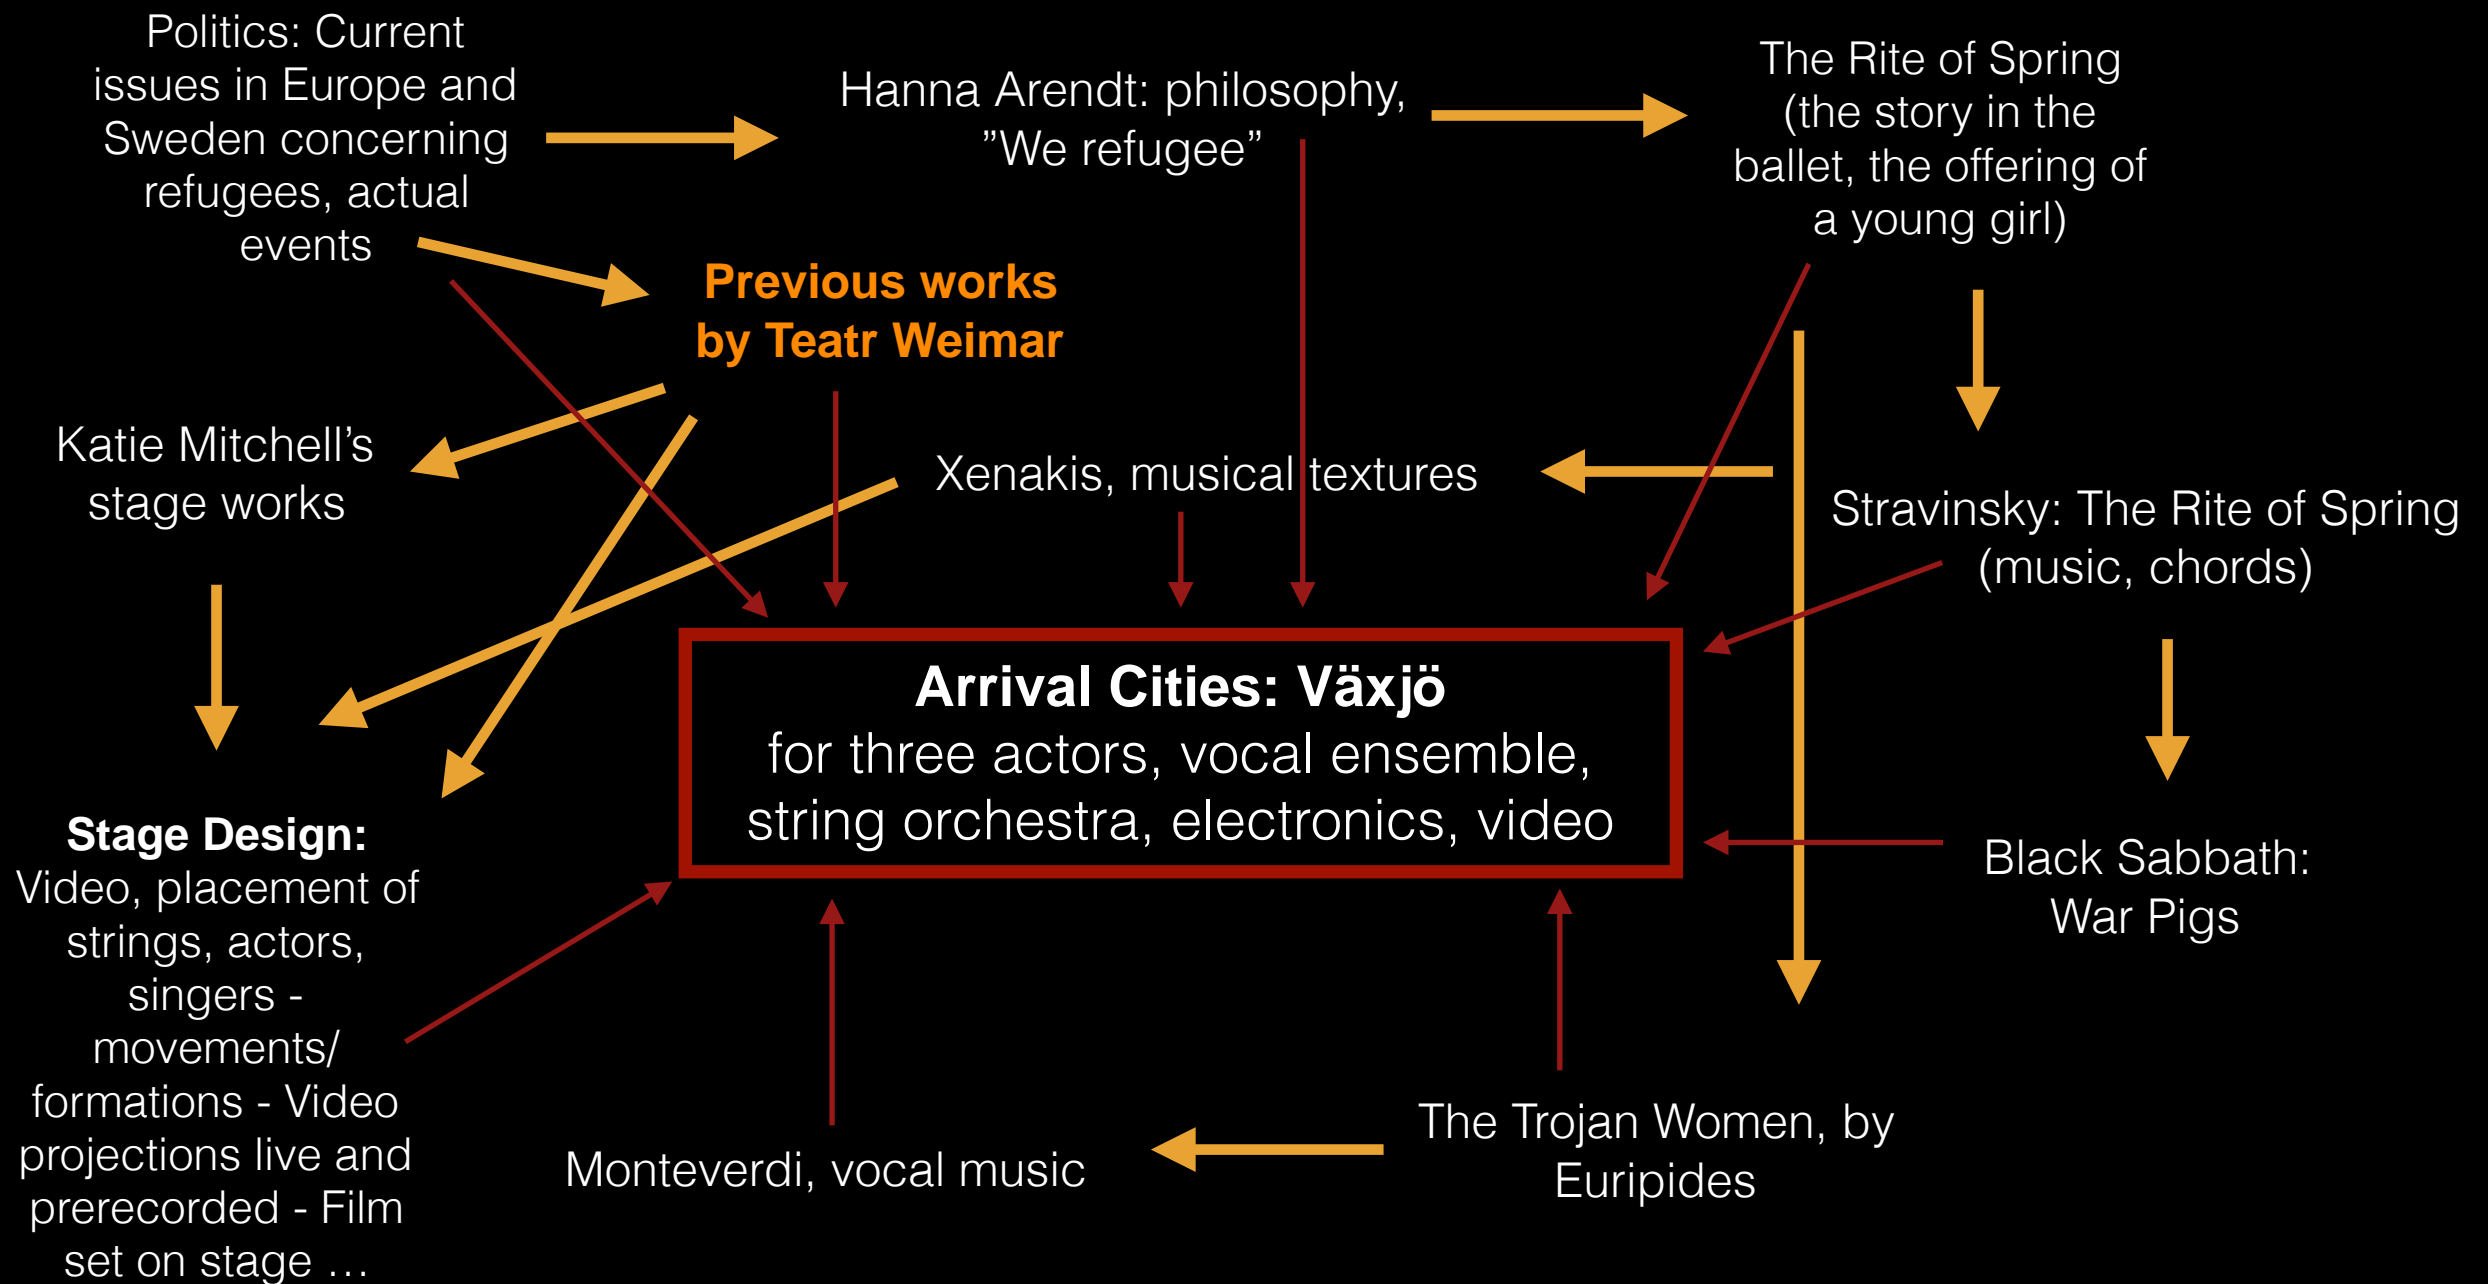 Politics: Current
issues in Europe and
Sweden concerning
refugees, actual
events
Hanna Arendt: philosophy,
”We refugee”
The Rite of Spring
(the story in the
ballet, the offering of
a young girl)
Previous works
by Teatr Weimar
Katie Mitchell’s
stage works
Xenakis, musical textures
Stravinsky: The Rite of Spring
(music, chords)
Arrival Cities: Växjö
for three actors, vocal ensemble,
string orchestra, electronics, video
Stage Design:
Video, placement of
strings, actors,
singers -
movements/
formations - Video
projections live and
prerecorded - Film
set on stage …
Black Sabbath:
War Pigs
Monteverdi, vocal music
The Trojan Women, by
Euripides